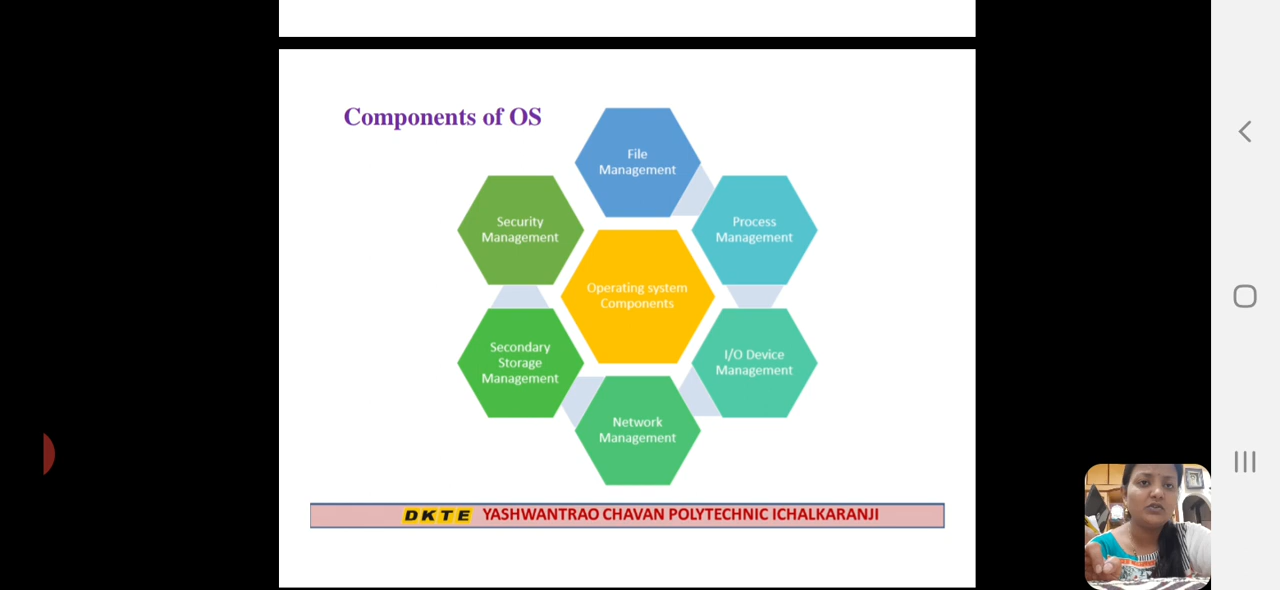 Components of OS
File
Management
Process
Management
Security
Management
Operating system
Components
I/O Device
Management
Secondary
Storage
Management
Network
Management
DKTE YASHWANTRAO CHAVAN POLYTECHNIC ICHALKARANJI